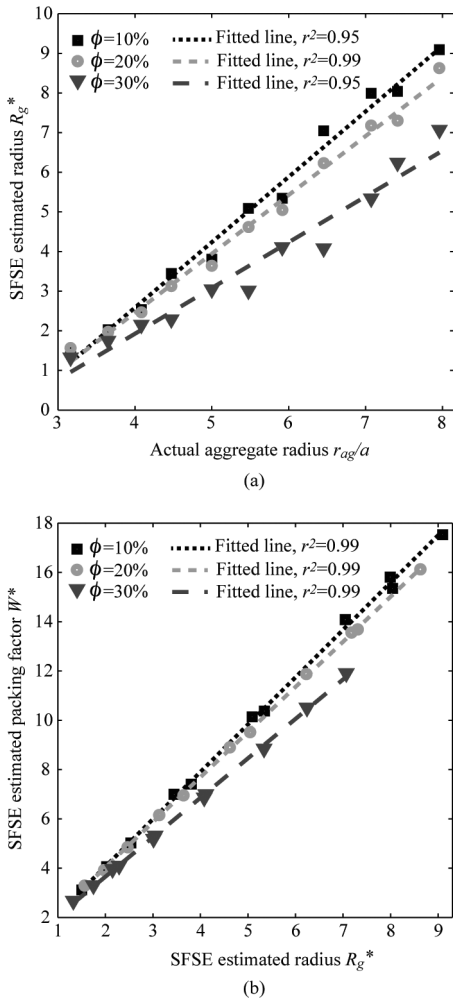 10
9
8
7
6
5
4
3
2
1
0
SFSE estimated radius Rg*
ϕ=10% Fitted line, r²=0.95
ϕ=20% Fitted line, r²=0.99
ϕ=30% Fitted line, r²=0.95
3 4 5 6 7 8
Actual aggregate radius rag/a
(a)
18
16
14
12
10
8
6
4
2
SFSE estimated packing factor W*
ϕ=10% Fitted line, r²=0.99
ϕ=20% Fitted line, r²=0.99
ϕ=30% Fitted line, r²=0.99
1 2 3 4 5 6 7 8 9
SFSE estimated radius Rg*
(b)